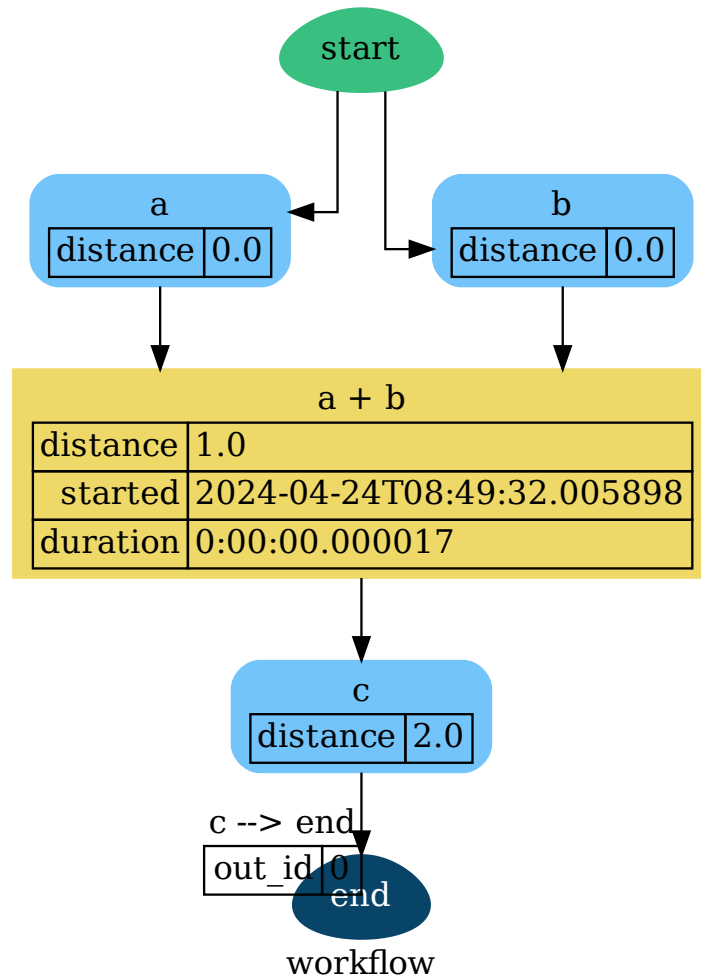 start
a
distance 0.0
b
distance 0.0
a + b
distance 1.0
started 2024-04-24T08:49:32.005898
duration 0:00:00.000017
c
distance 2.0
c --> end
out_id 0
end
workflow